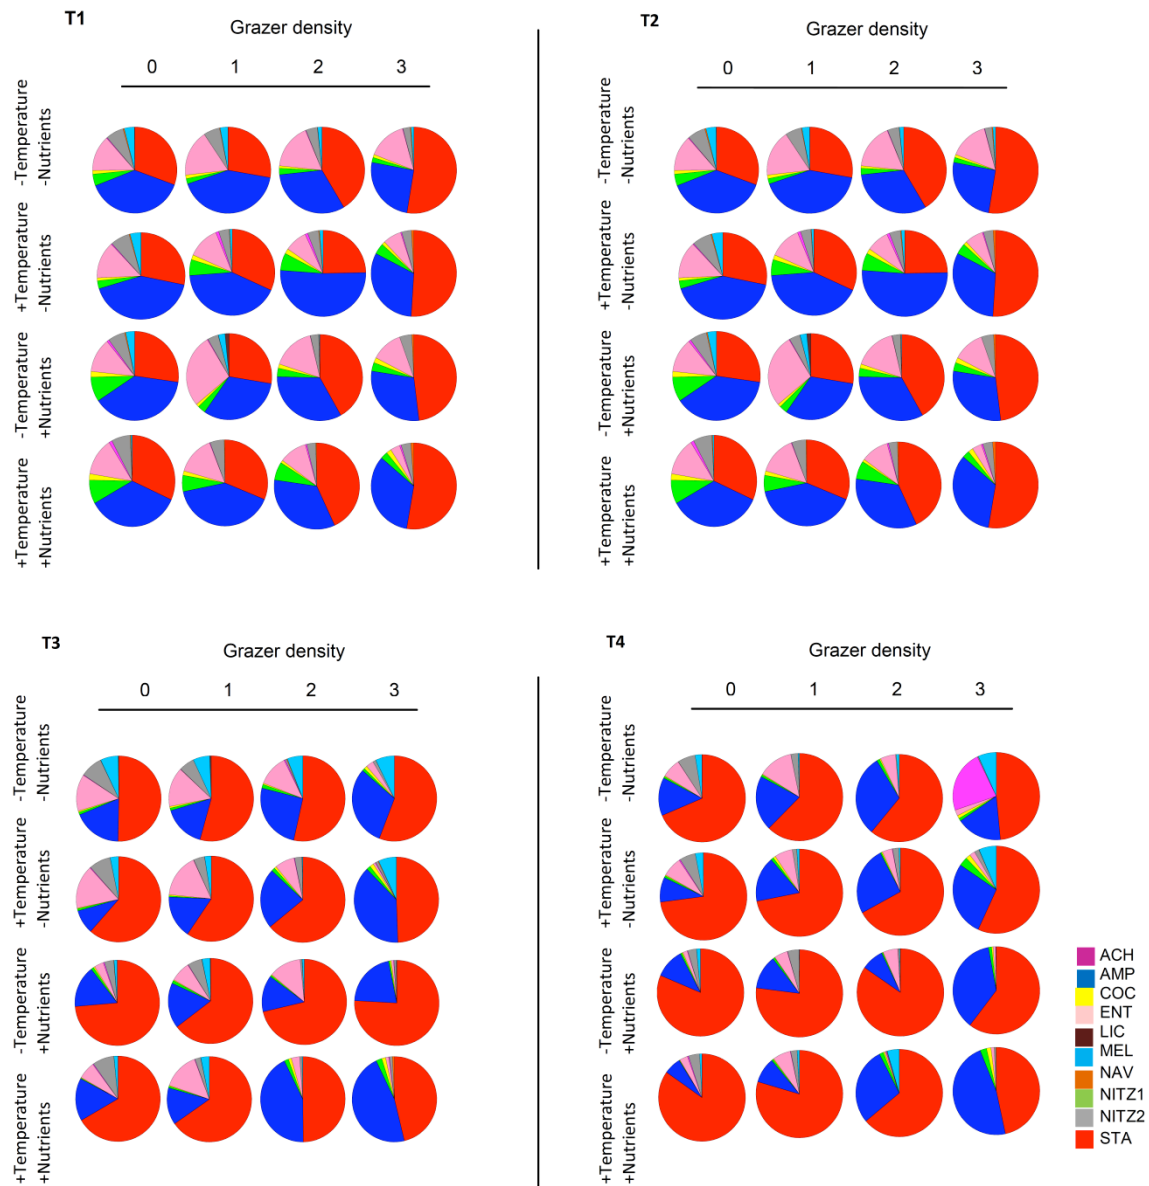 T1
Grazer density
0 1 2 3
-Temperature
-Nutrients
+Temperature
-Nutrients
-Temperature
+Nutrients
+Temperature
+Nutrients
T2
Grazer density
0 1 2 3
-Temperature
-Nutrients
+Temperature
-Nutrients
-Temperature
+Nutrients
+Temperature
+Nutrients
T3
Grazer density
0 1 2 3
-Temperature
-Nutrients
+Temperature
-Nutrients
-Temperature
+Nutrients
+Temperature
+Nutrients
T4
Grazer density
0 1 2 3
-Temperature
-Nutrients
+Temperature
-Nutrients
-Temperature
+Nutrients
+Temperature
+Nutrients
ACH
AMP
COC
ENT
LIC
MEL
NAV
NITZ1
NITZ2
STA